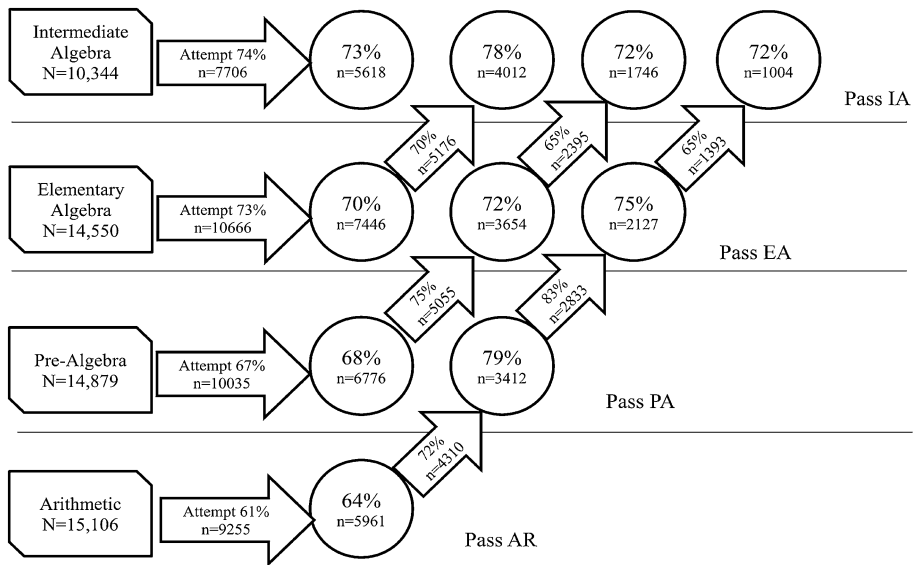 Intermediate
Algebra
N=10,344
Attempt 74%
n=7706
73%
n=5618
78%
n=4012
72%
n=1746
72%
n=1004
Pass IA
70%
n=5176
65%
n=2395
65%
n=1393
Elementary
Algebra
N=14,550
Attempt 73%
n=10666
70%
n=7446
72%
n=3654
75%
n=2127
Pass EA
75%
n=5055
83%
n=2833
Pre-Algebra
N=14,879
Attempt 67%
n=10035
68%
n=6776
79%
n=3412
Pass PA
72%
n=4310
Arithmetic
N=15,106
Attempt 61%
n=9255
64%
n=5961
Pass AR